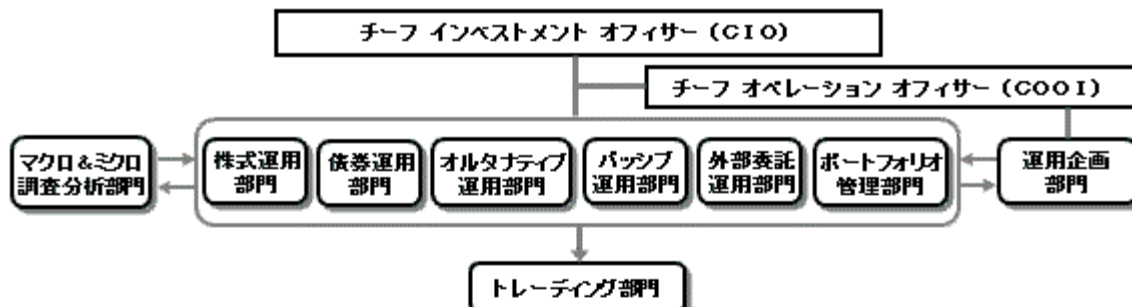 チーフ インベストメント オフィサー (CIO)
チーフ オペレーション オフィサー (COOI)
マクロ&ミクロ
調査分析部門
株式運用
部門
債券運用
部門
オルタナティブ
運用部門
パッシブ
運用部門
外部委託
運用部門
ポートフォリオ
管理部門
運用企画
部門
トレーディング部門